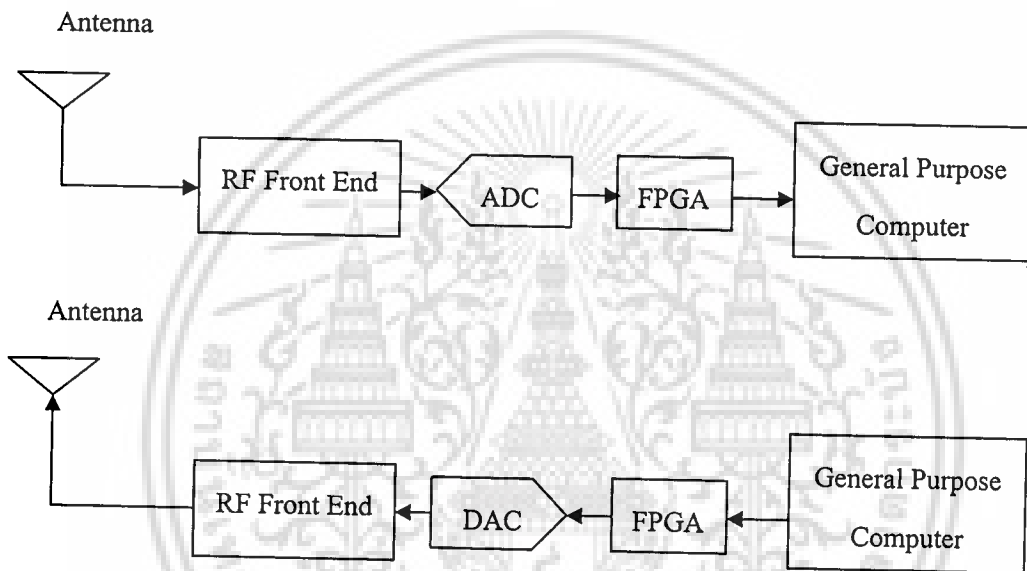 Antenna
RF Front End
ADC
FPGA
General Purpose
Computer
Antenna
RF Front End
DAC
FPGA
General Purpose
Computer